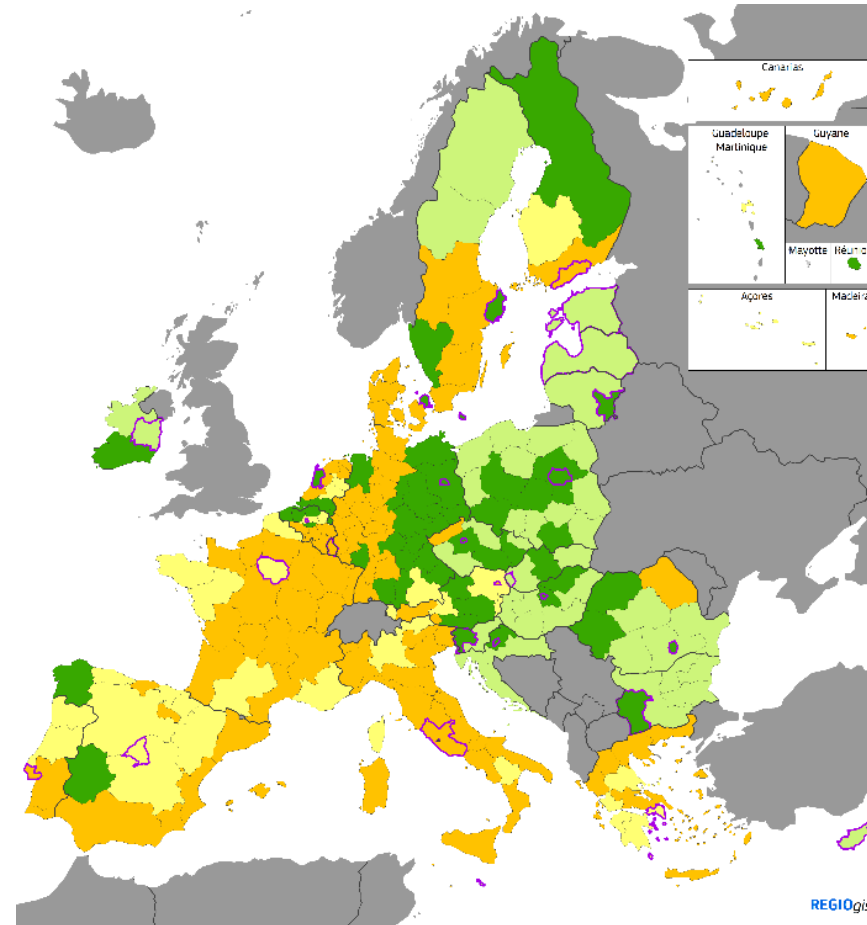 Canarias
Guadeloupe
Martinique
Guyane
Mayotte
Açores
REGIOgis